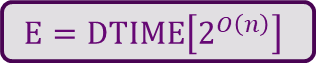 E = DTIME[2^{O(n)}]